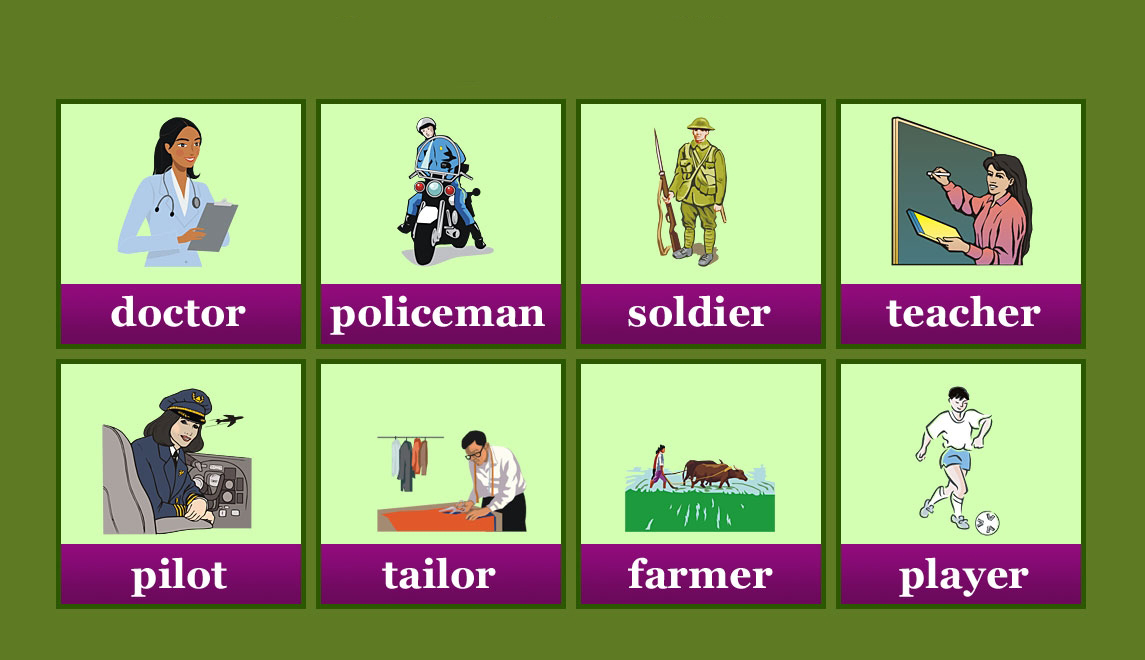 doctor
policeman
soldier
teacher
pilot
tailor
farmer
player